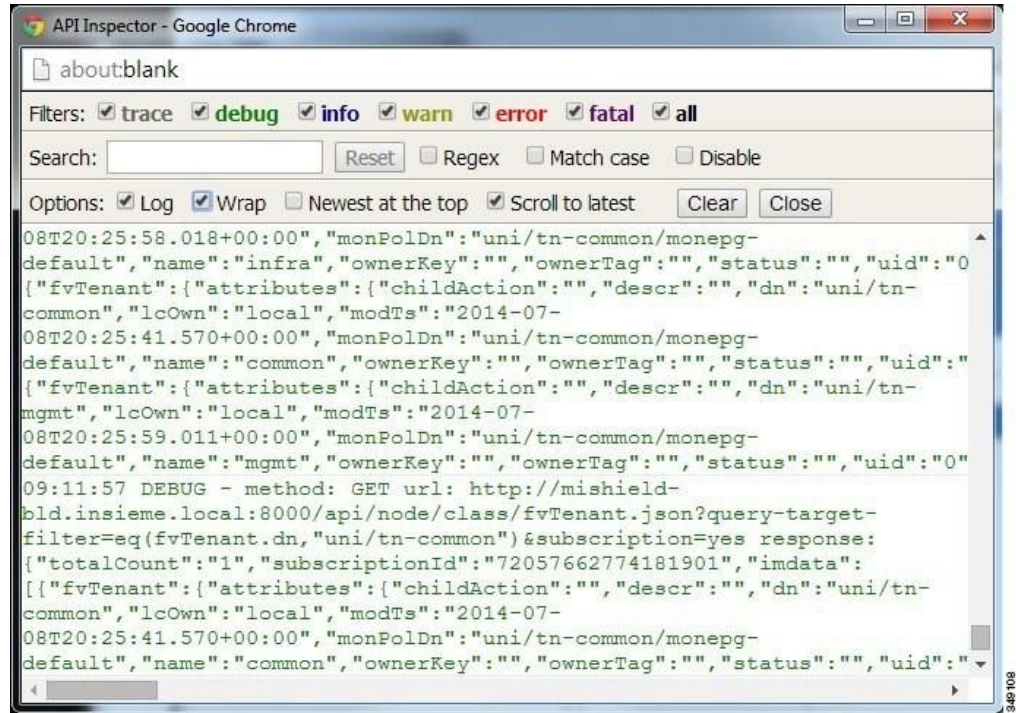 API Inspector - Google Chrome
about:blank
Filters: trace debug info warn error fatal all
Search: Reset Regex Match case Disable
Options: Log Wrap Newest at the top Scroll to latest Clear Close
08T20:25:58.018+00:00","monPolDn":"uni/tn-common/monepg-
default","name":"infra","ownerKey":"","ownerTag":"","status":"","uid":"0
{"fvTenant":{"attributes":{"childAction":"","descr":"","dn":"uni/tn-
common","lcOwn":"local","modTs":"2014-07-
08T20:25:41.570+00:00","monPolDn":"uni/tn-common/monepg-
default","name":"common","ownerKey":"","ownerTag":"","status":"","uid":"
{"fvTenant":{"attributes":{"childAction":"","descr":"","dn":"uni/tn-
mgmt","lcOwn":"local","modTs":"2014-07-
08T20:25:59.011+00:00","monPolDn":"uni/tn-common/monepg-
default","name":"mgmt","ownerKey":"","ownerTag":"","status":"","uid":"0"
09:11:57 DEBUG - method: GET url: http://mishield-
bld.insieme.local:8000/api/node/class/fvTenant.json?query-target-
filter=eq(fvTenant.dn,"uni/tn-common")&subscription=yes response:
{"totalCount":"1","subscriptionId":"72057662774181901","imdata":
[{"fvTenant":{"attributes":{"childAction":"","descr":"","dn":"uni/tn-
common","lcOwn":"local","modTs":"2014-07-
08T20:25:41.570+00:00","monPolDn":"uni/tn-common/monepg-
default","name":"common","ownerKey":"","ownerTag":"","status":"","uid":"
349108